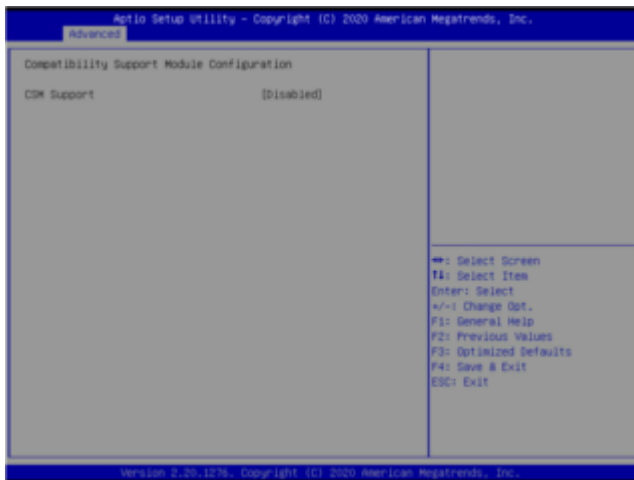 Aptio Setup Utility - Copyright (C) 2020 American Megatrends, Inc.
Advanced
Compatibility Support Module Configuration
CSM Support [Disabled]
↔: Select Screen
↑↓: Select Item
Enter: Select
+/-: Change Opt.
F1: General Help
F2: Previous Values
F3: Optimized Defaults
F4: Save & Exit
ESC: Exit
Version 2.20.1276. Copyright (C) 2020 American Megatrends, Inc.